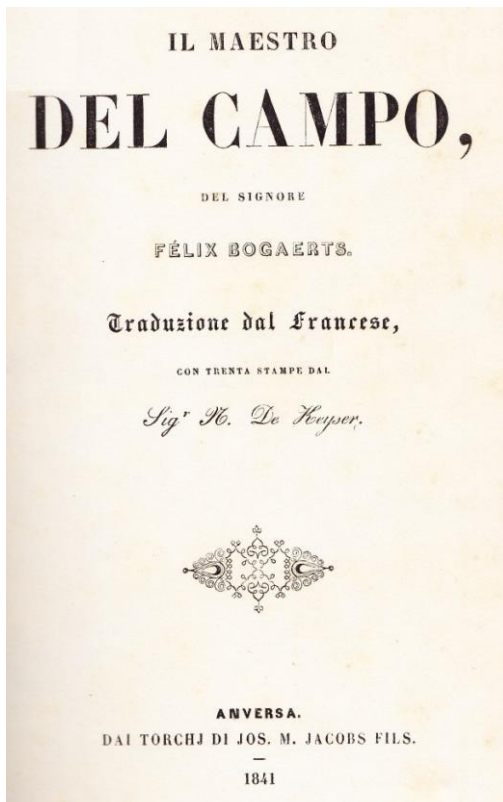 IL MAESTRO
DEL CAMPO,
DEL SIGNORE
FÉLIX BOGAERTS.
Traduzione dal Francese,
CON TRENTA STAMPE DAL
Sigʳ N. De Keyser.
ANVERSA.
DAI TORCHJ DI JOS. M. JACOBS FILS.
1841